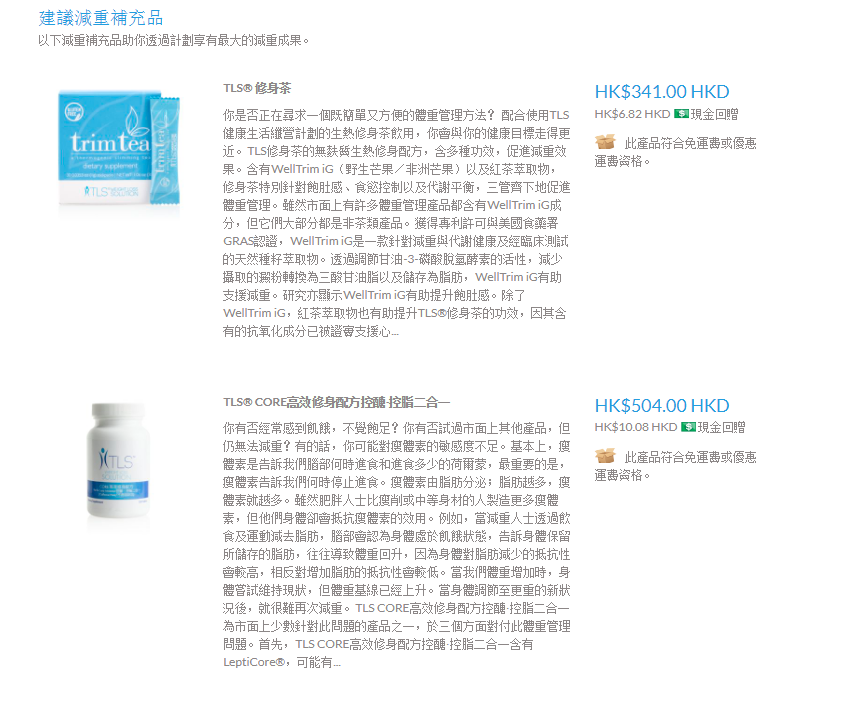 建議減重補充品
以下減重補充品助你透過計劃享有最大的減重成果。
trimtea
dietary supplement
TLS
TLS® 修身茶
你是否正在尋求一個既簡單又方便的體重管理方法？ 配合使用TLS
健康生活纖營計劃的生熱修身茶飲用，你會與你的健康目標走得更
近。TLS修身茶的無麩質生熱修身配方，含多種功效，促進減重效
果。含有WellTrim iG（野生芒果／非洲芒果）以及紅茶萃取物，
修身茶特別針對飽肚感、食慾控制以及代謝平衡，三管齊下地促進
體重管理。雖然市面上有許多體重管理產品都含有WellTrim iG成
分，但它們大部分都是非茶類產品。獲得專利許可與美國食藥署
GRAS認證，WellTrim iG是一款針對減重與代謝健康及經臨床測試
的天然種籽萃取物。透過調節甘油-3-磷酸脫氫酵素的活性，減少
攝取的澱粉轉換為三酸甘油脂以及儲存為脂肪，WellTrim iG有助
支援減重。研究亦顯示WellTrim iG有助提升飽肚感。除了
WellTrim iG，紅茶萃取物也有助提升TLS®修身茶的功效，因其含
有的抗氧化成分已被證實支援心...
HK$341.00 HKD
HK$6.82 HKD 現金回贈
此產品符合免運費或優惠
運費資格。
TLS
TLS® CORE高效修身配方控醣·控脂二合一
你有否經常感到飢餓，不覺飽足？你有否試過市面上其他產品，但
仍無法減重？有的話，你可能對瘦體素的敏感度不足。基本上，瘦
體素是告訴我們腦部何時進食和進食多少的荷爾蒙，最重要的是，
瘦體素告訴我們何時停止進食。瘦體素由脂肪分泌；脂肪越多，瘦
體素就越多。雖然肥胖人士比瘦削或中等身材的人製造更多瘦體
素，但他們身體卻會抵抗瘦體素的效用。例如，當減重人士透過飲
食及運動減去脂肪，腦部會認為身體處於飢餓狀態，告訴身體保留
所儲存的脂肪，往往導致體重回升，因為身體對脂肪減少的抵抗性
會較高，相反對增加脂肪的抵抗性會較低。當我們體重增加時，身
體嘗試維持現狀，但體重基線已經上升。當身體調節至更重的新狀
況後，就很難再次減重。TLS CORE高效修身配方控醣·控脂二合一
為市面上少數針對此問題的產品之一，於三個方面對付此體重管理
問題。首先，TLS CORE高效修身配方控醣·控脂二合一含有
LeptiCore®，可能有...
HK$504.00 HKD
HK$10.08 HKD 現金回贈
此產品符合免運費或優惠
運費資格。